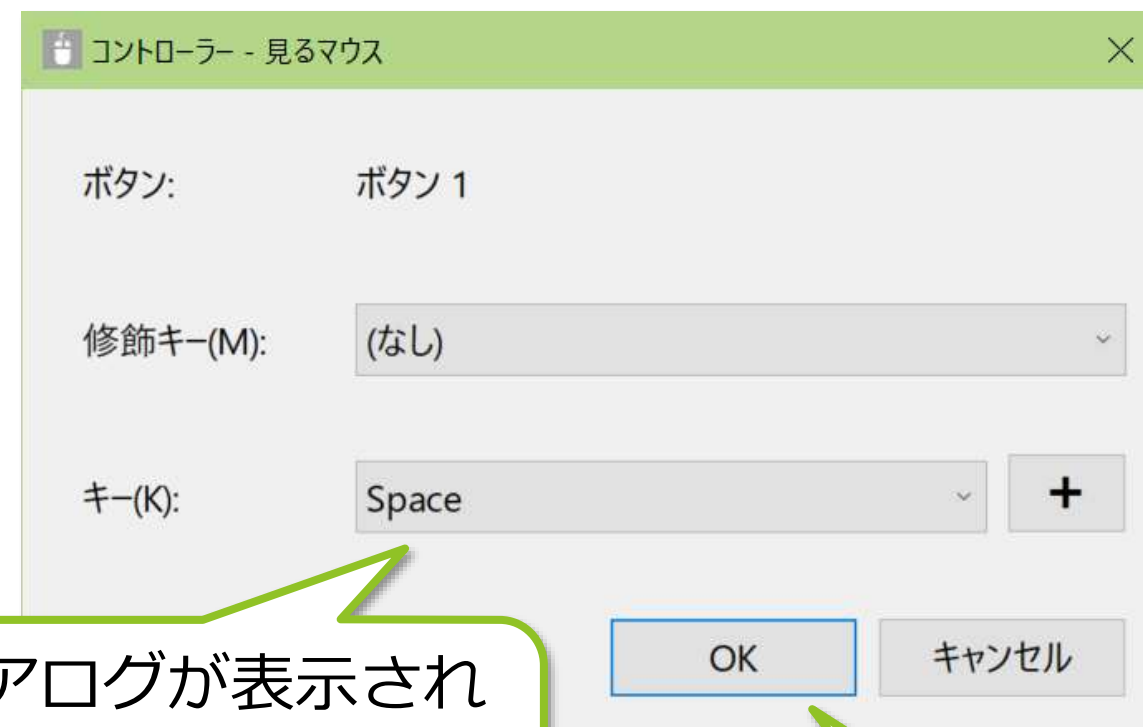 コントローラー - 見るマウス
ボタン: ボタン 1
修飾キー(M): (なし)
キー(K): Space +
OK キャンセル
アログが表示され